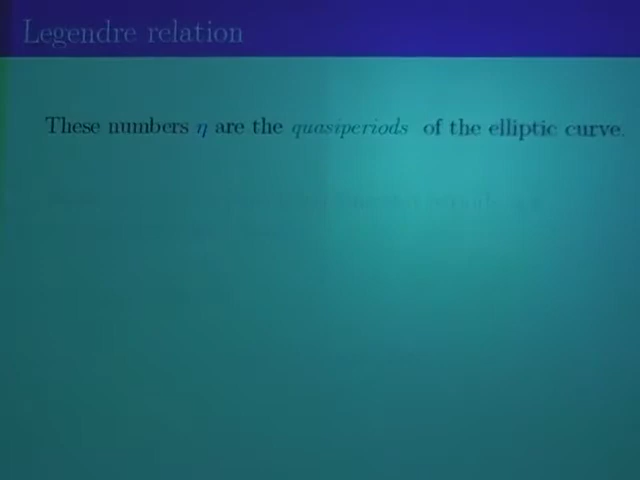 Legendre relation
These numbers η are the quasiperiods of the elliptic curve.